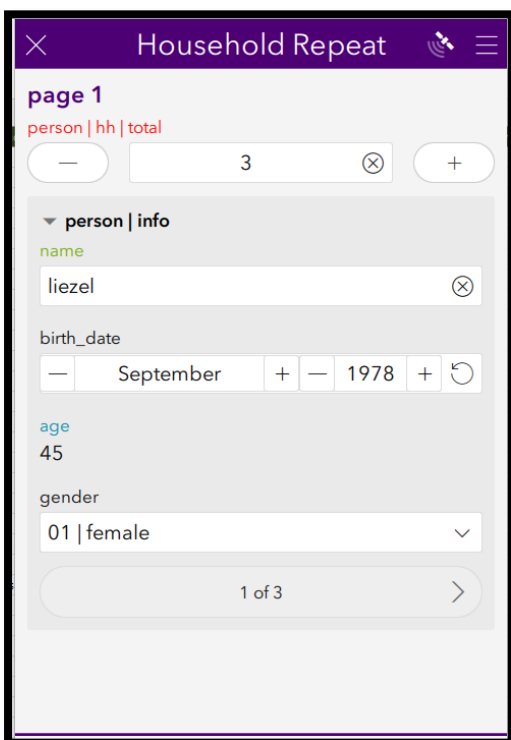 Household Repeat
page 1
person | hh | total
3
person | info
name
liezel
birth_date
September 1978
age
45
gender
01 | female
1 of 3